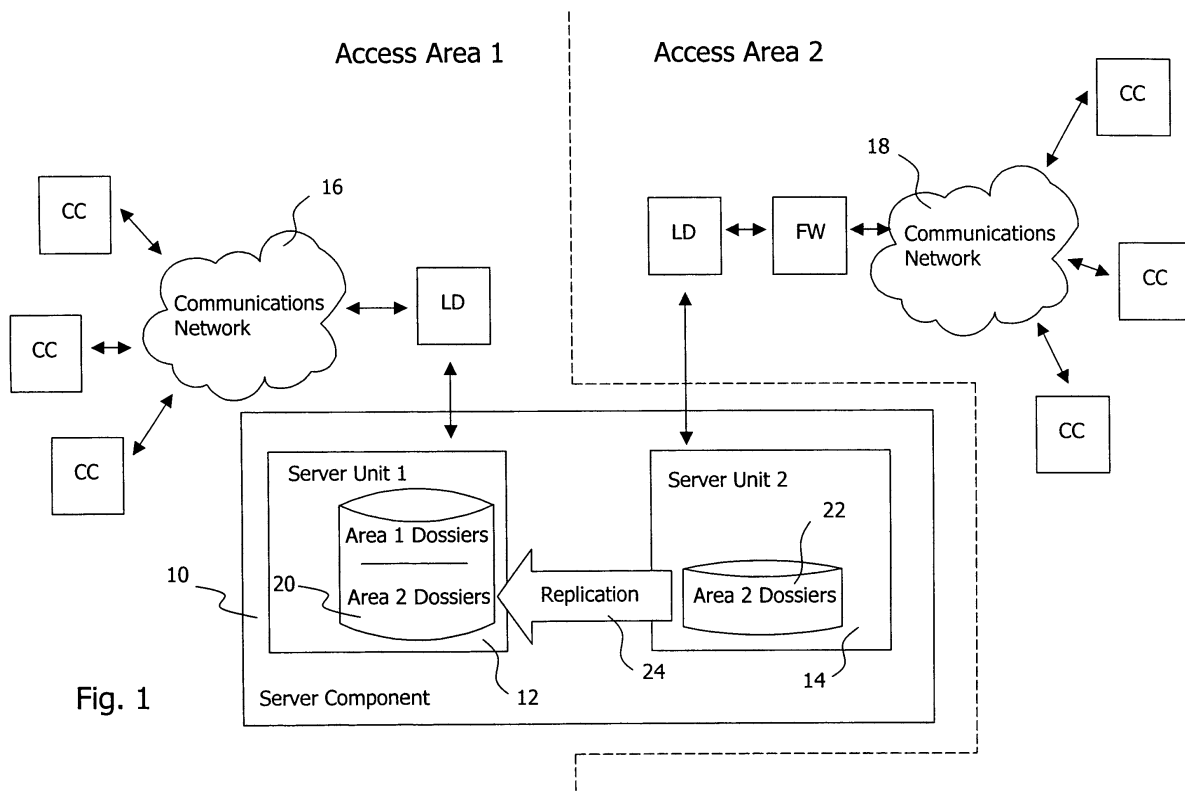 Access Area 1
Access Area 2
CC
18
16
CC
LD
FW
Communications
Network
CC
Communications
Network
LD
CC
CC
CC
Server Unit 1
Server Unit 2
22
Area 1 Dossiers
10
20
Area 2 Dossiers
Replication
Area 2 Dossiers
12
24
14
Server Component
Fig. 1